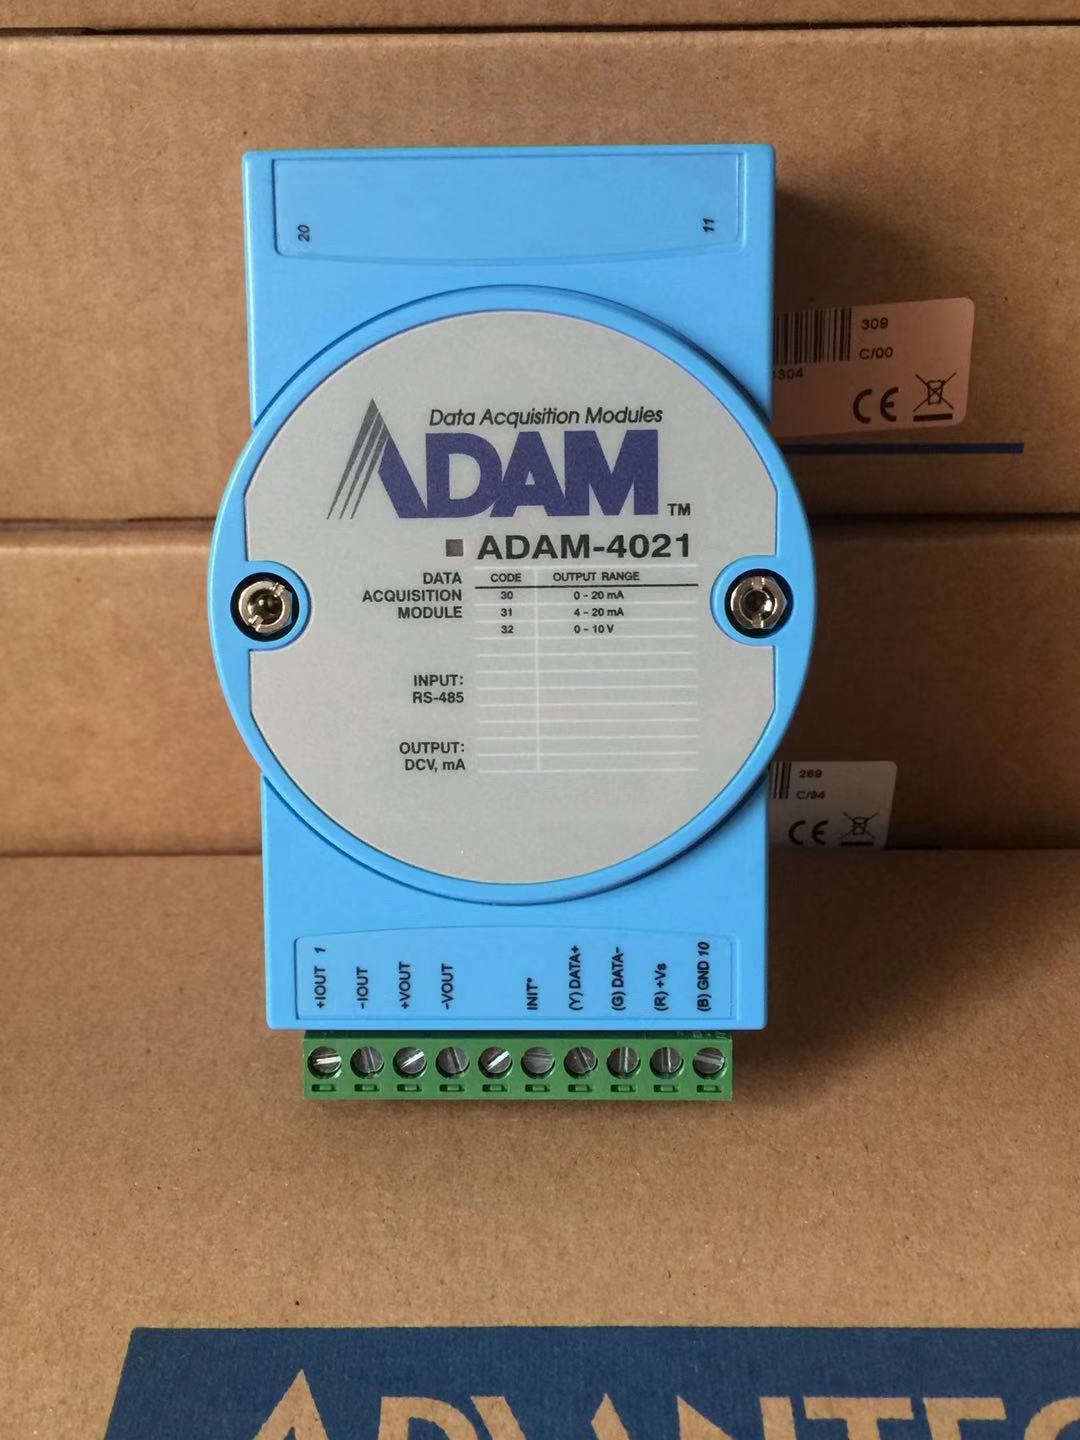 20
11
309
C/00
CE
Data Acquisition Modules
ADAM™
ADAM-4021
DATA ACQUISITION MODULE
CODE OUTPUT RANGE
30 0 - 20 mA
31 4 - 20 mA
32 0 - 10 V
INPUT:
RS-485
OUTPUT:
DCV, mA
269
C/94
CE
+IOUT 1
-IOUT
+VOUT
-VOUT
INIT*
(Y) DATA+
(G) DATA-
(R) +Vs
(B) GND 10